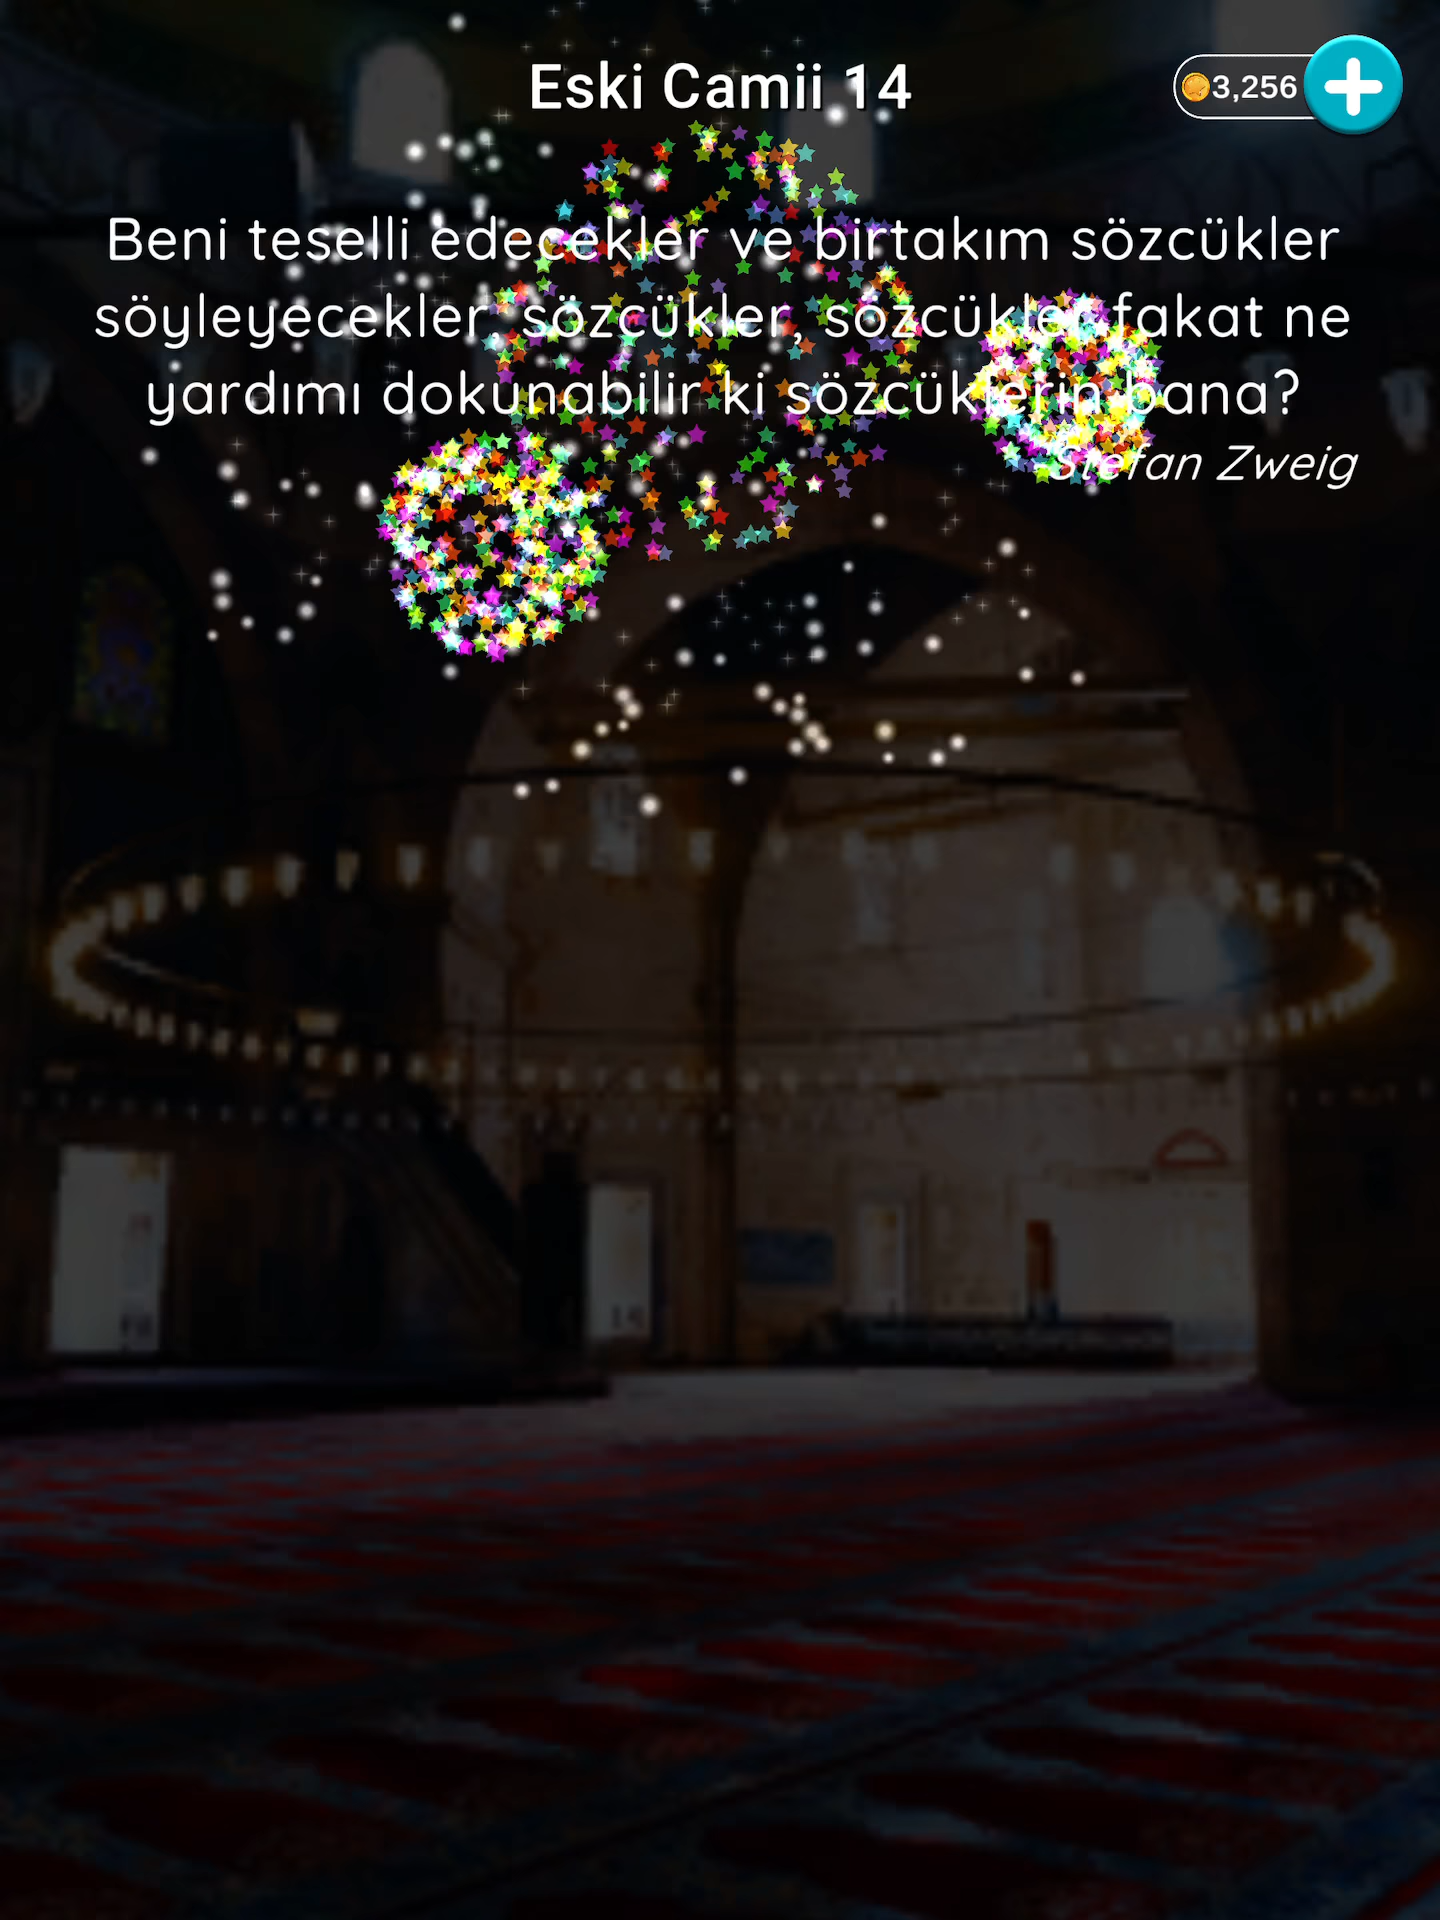 Eski Camii 14
3,256
Beni teselli edecekler ve birtakım sözcükler
söyleyecekler, sözcükler, sözcükler fakat ne
yardımı dokunabilir ki sözcüklerin bana?
-Stefan Zweig